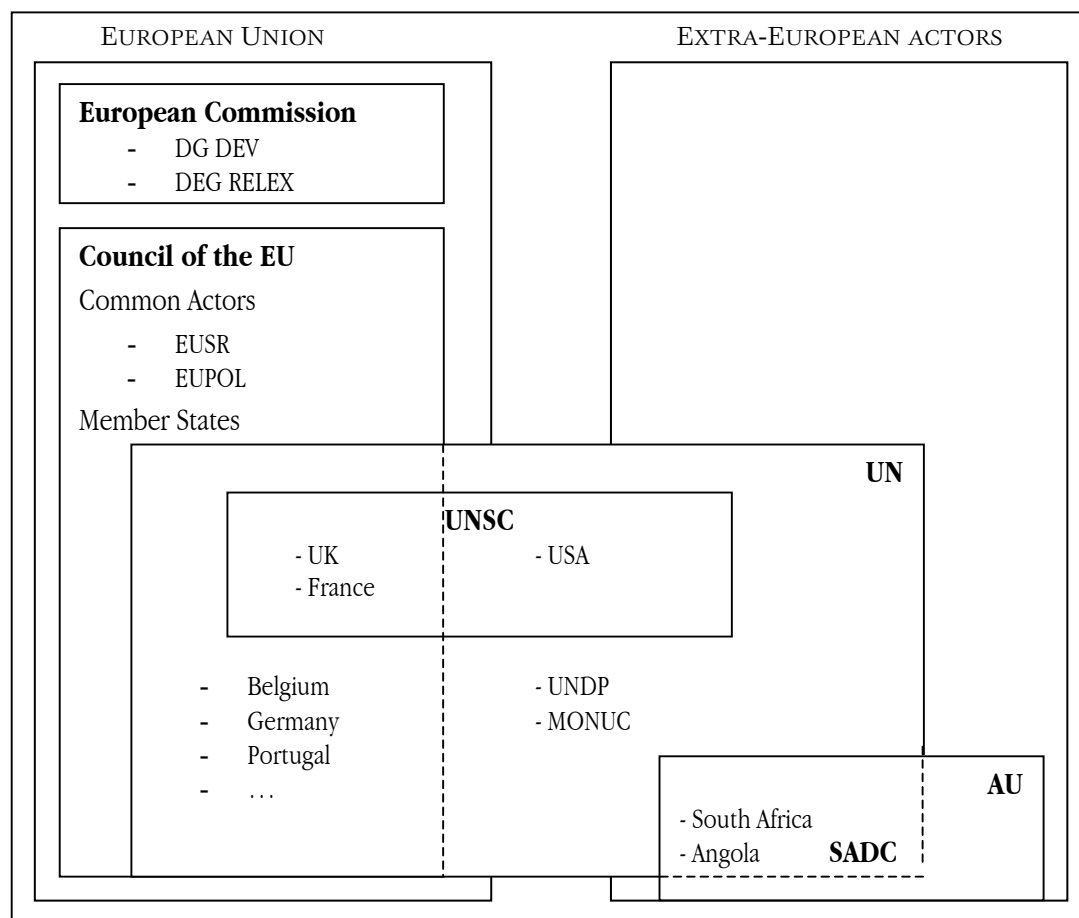 EUROPEAN UNION
EXTRA-EUROPEAN ACTORS
European Commission
- DG DEV
- DEG RELEX
Council of the EU
Common Actors
- EUSR
- EUPOL
Member States
UN
UNSC
- UK
- France
- USA
- Belgium
- Germany
- Portugal
- …
- UNDP
- MONUC
AU
- South Africa
- Angola
SADC